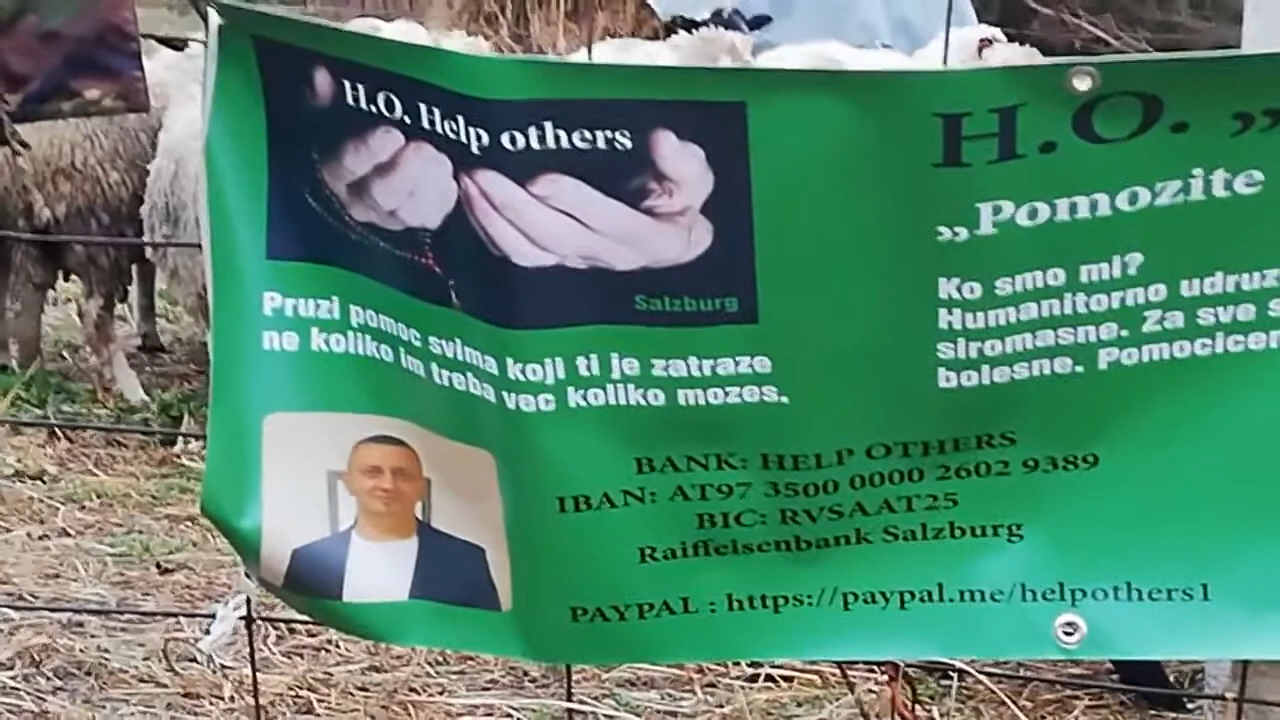 H.O. Help others
Salzburg
Pruzi pomoc svima koji ti je zatraze
ne koliko im treba vec koliko mozes.
H.O. „
„Pomozite
Ko smo mi?
Humanitorno udruz
siromasne. Za sve s
bolesne. Pomocicem
BANK: HELP OTHERS
IBAN: AT97 3500 0000 2602 9389
BIC: RVSAAT25
Raiffeisenbank Salzburg
PAYPAL : https://paypal.me/helpothers1